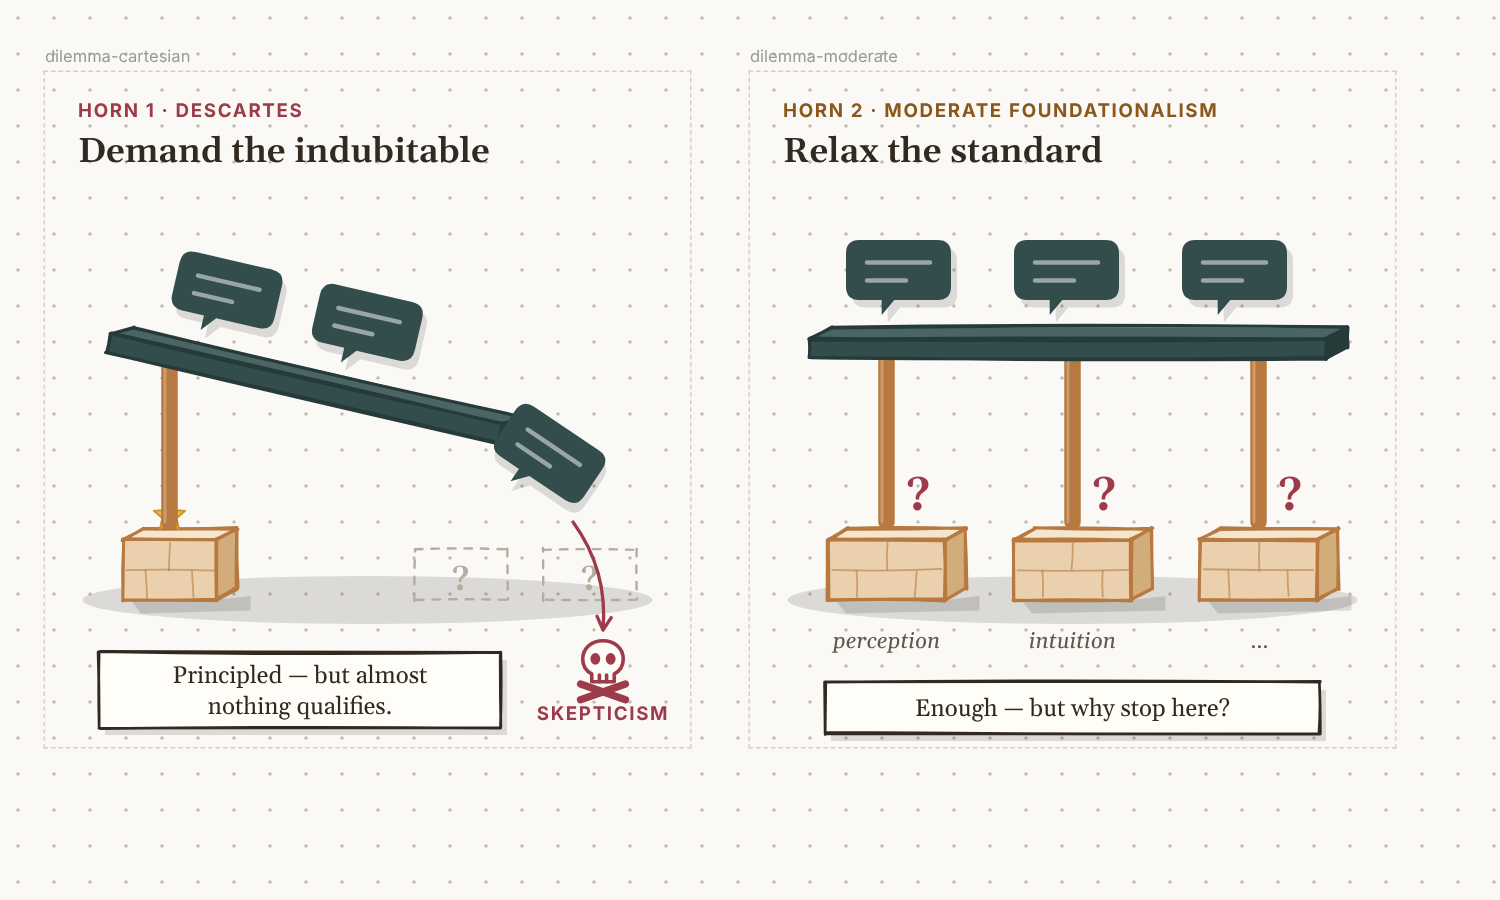 dilemma-cartesian
HORN 1 · DESCARTES
Demand the indubitable
?
?
Principled — but almost
nothing qualifies.
SKEPTICISM
dilemma-moderate
HORN 2 · MODERATE FOUNDATIONALISM
Relax the standard
?
?
?
perception
intuition
...
Enough — but why stop here?